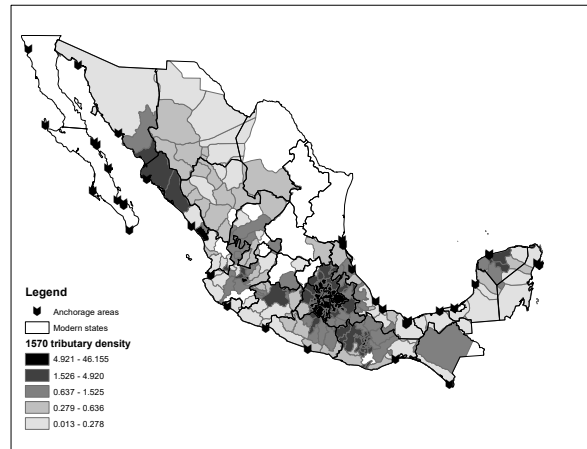 Legend
Anchorage areas
Modern states
1570 tributary density
4.921 - 46.155
1.526 - 4.920
0.637 - 1.525
0.279 - 0.636
0.013 - 0.278